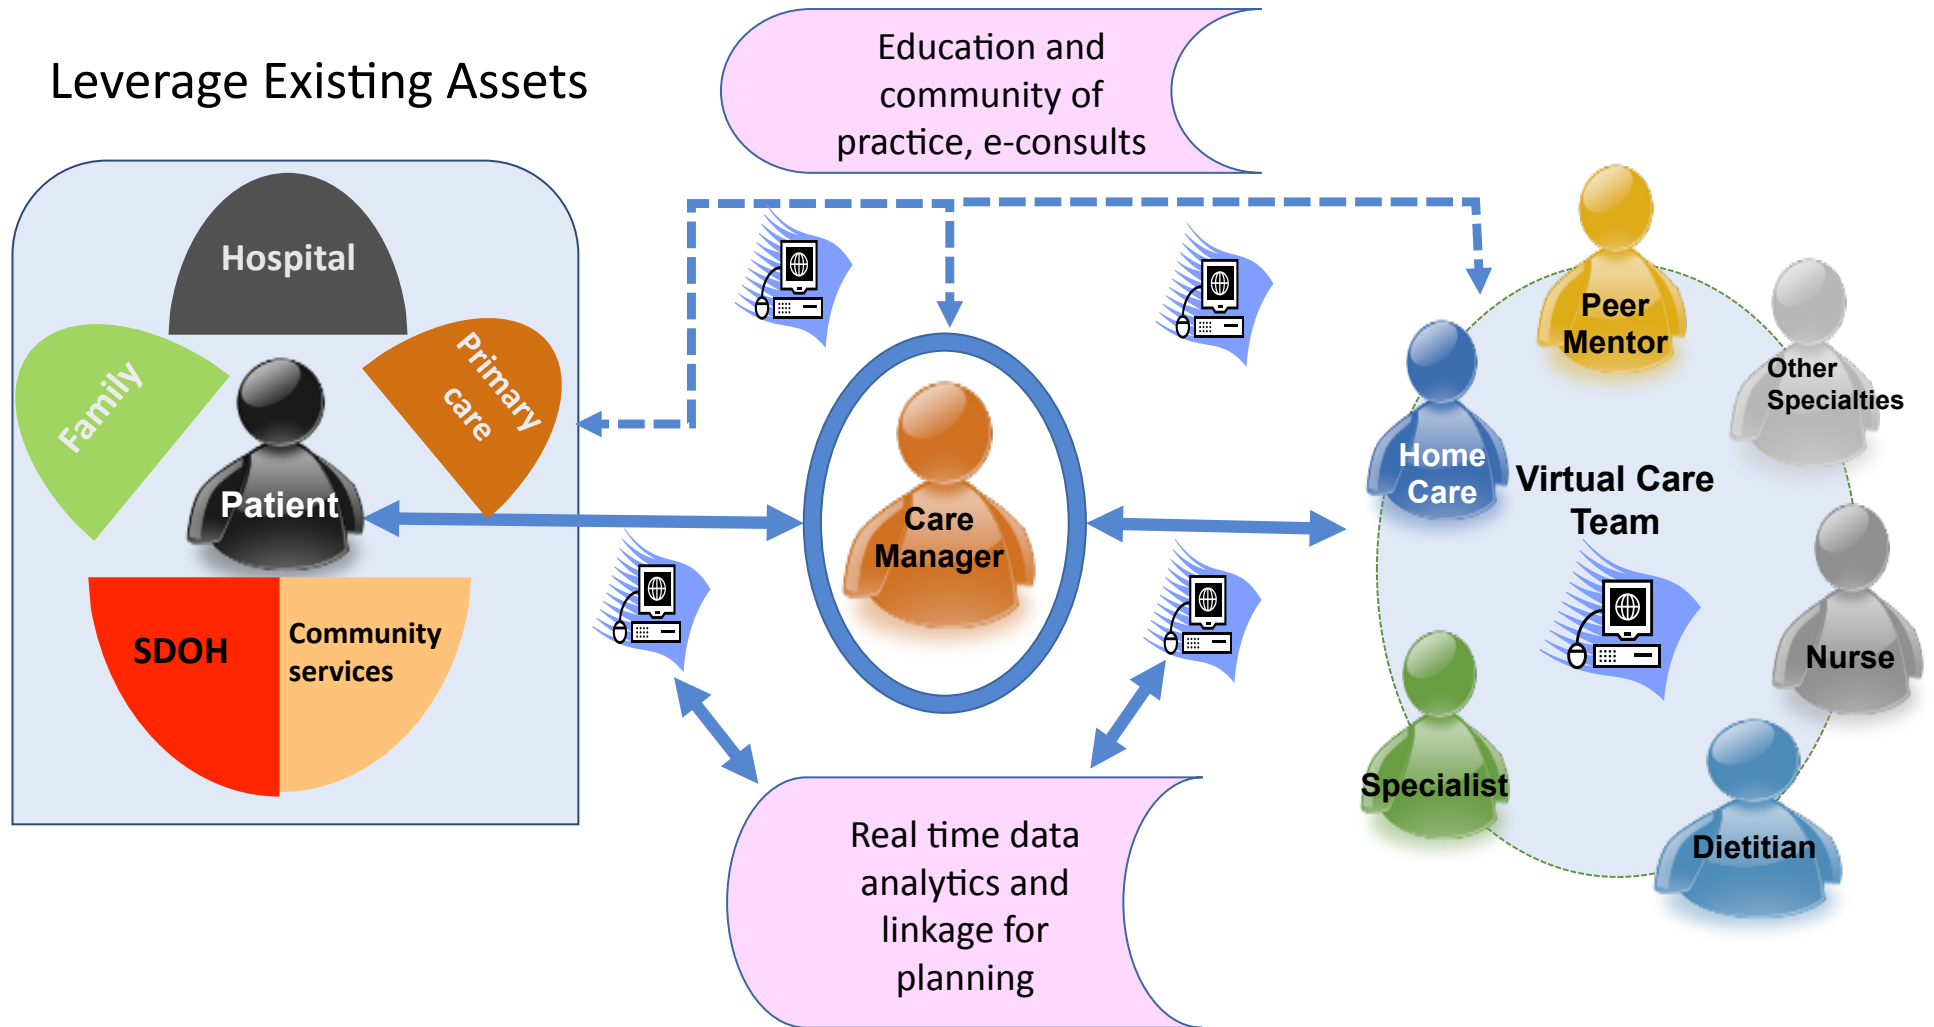 Leverage Existing Assets
Education and
community of
practice, e-consults
Hospital
Family
Primary
care
Patient
SDOH
Community
services
Care
Manager
Peer
Mentor
Other
Specialties
Home
Care
Virtual Care
Team
Nurse
Specialist
Dietitian
Real time data
analytics and
linkage for
planning